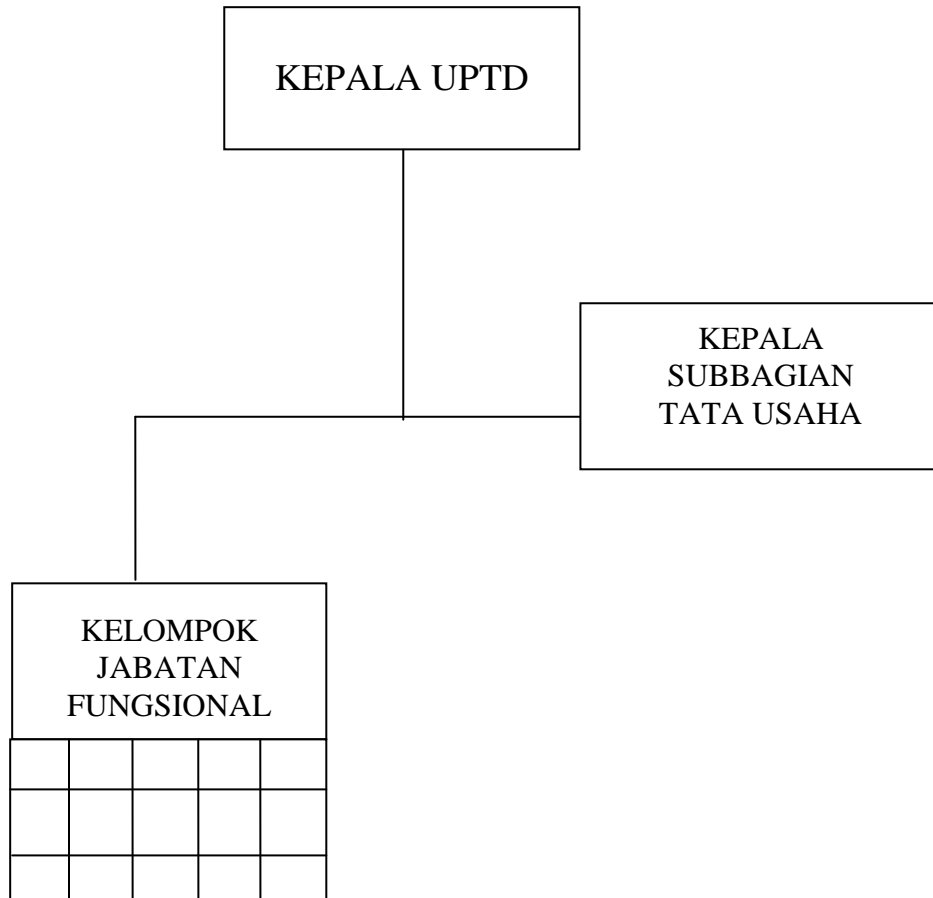 KEPALA UPTD
KEPALA
SUBBAGIAN
TATA USAHA
KELOMPOK
JABATAN
FUNGSIONAL